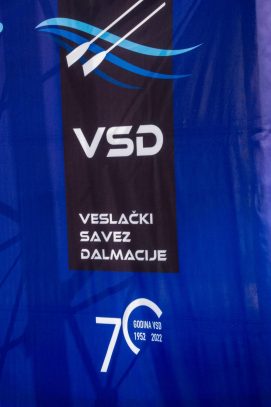 VSD
VESLAČKI
SAVEZ
DALMACIJE
70
GODINA VSD
1952 2022